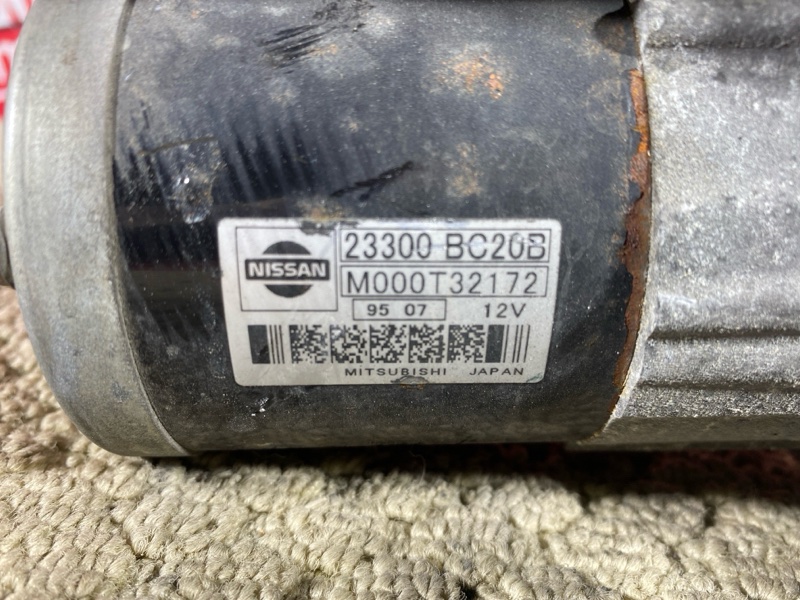 NISSAN
23300 BC20B
M000T32172
95 07 12V
MITSUBISHI JAPAN